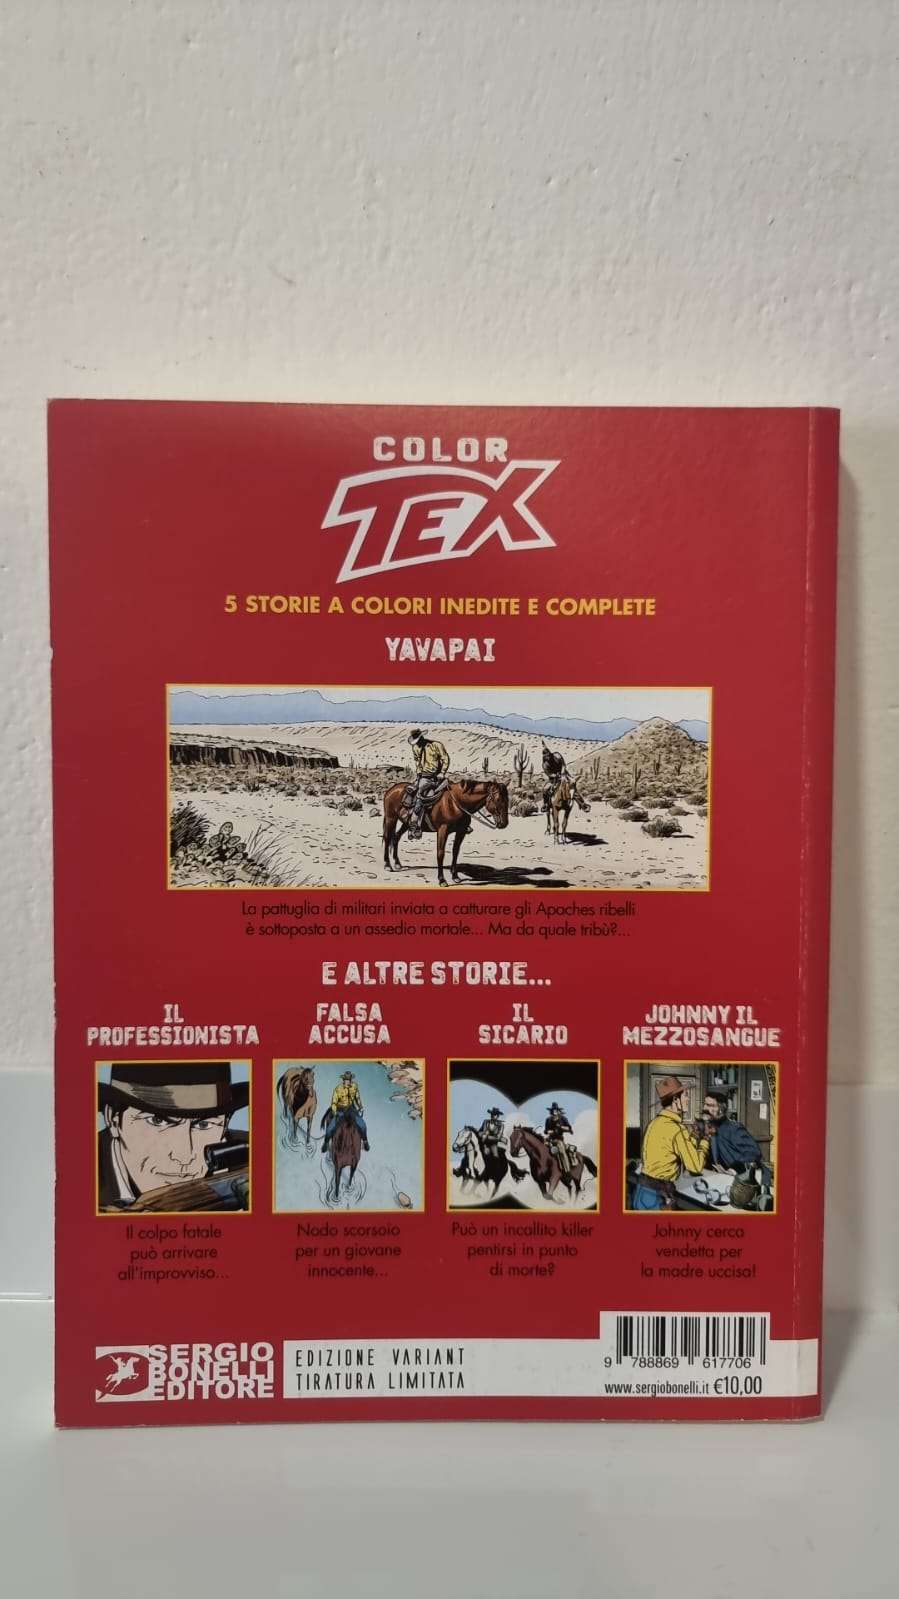 COLOR
TEX
5 STORIE A COLORI INEDITE E COMPLETE
YAVAPAI
La pattuglia di militari inviata a catturare gli Apaches ribelli
è sottoposta a un assedio mortale... Ma da quale tribù?...
E ALTRE STORIE...
IL
PROFESSIONISTA
Il colpo fatale
può arrivare
all'improvviso...
FALSA
ACCUSA
Nodo scorsoio
per un giovane
innocente...
IL
SICARIO
Può un incallito killer
pentirsi in punto
di morte?
JOHNNY IL
MEZZOSANGUE
Johnny cerca
vendetta per
la madre uccisa!
SERGIO
BONELLI
EDITORE
EDIZIONE VARIANT
TIRATURA LIMITATA
9 788869 617706
www.sergiobonelli.it €10,00